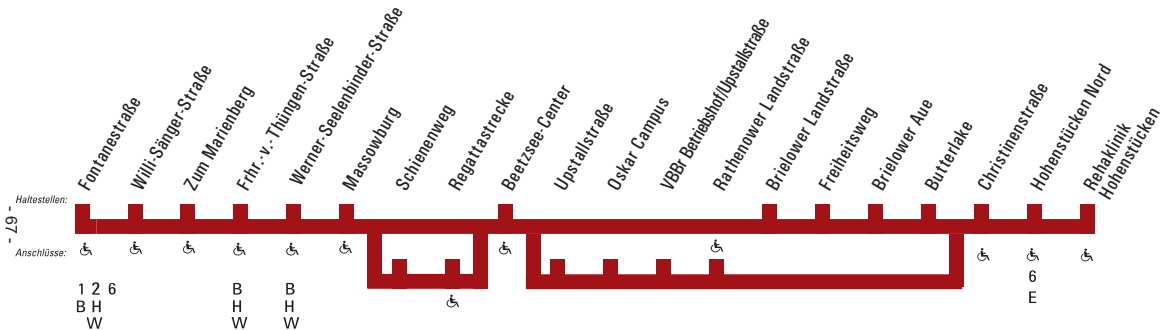 Fontanestraße
Willi-Sänger-Straße
Zum Marienberg
Frhr.-v.-Thüngen-Straße
Werner-Seelenbinder-Straße
Massowburg
Schienenweg
Regattastrecke
Beetzsee-Center
Upstallstraße
Oskar Campus
VBBr Betriebshof/Upstallstraße
Rathenower Landstraße
Brielower Landstraße
Freiheitsweg
Brielower Aue
Butterlake
Christinenstraße
Hohenstücken Nord
Rehaklinik
Hohenstücken
Haltestellen:
- 67 -
Anschlüsse:
1 2 6
B H
W
B
H
W
B
H
W
6
E